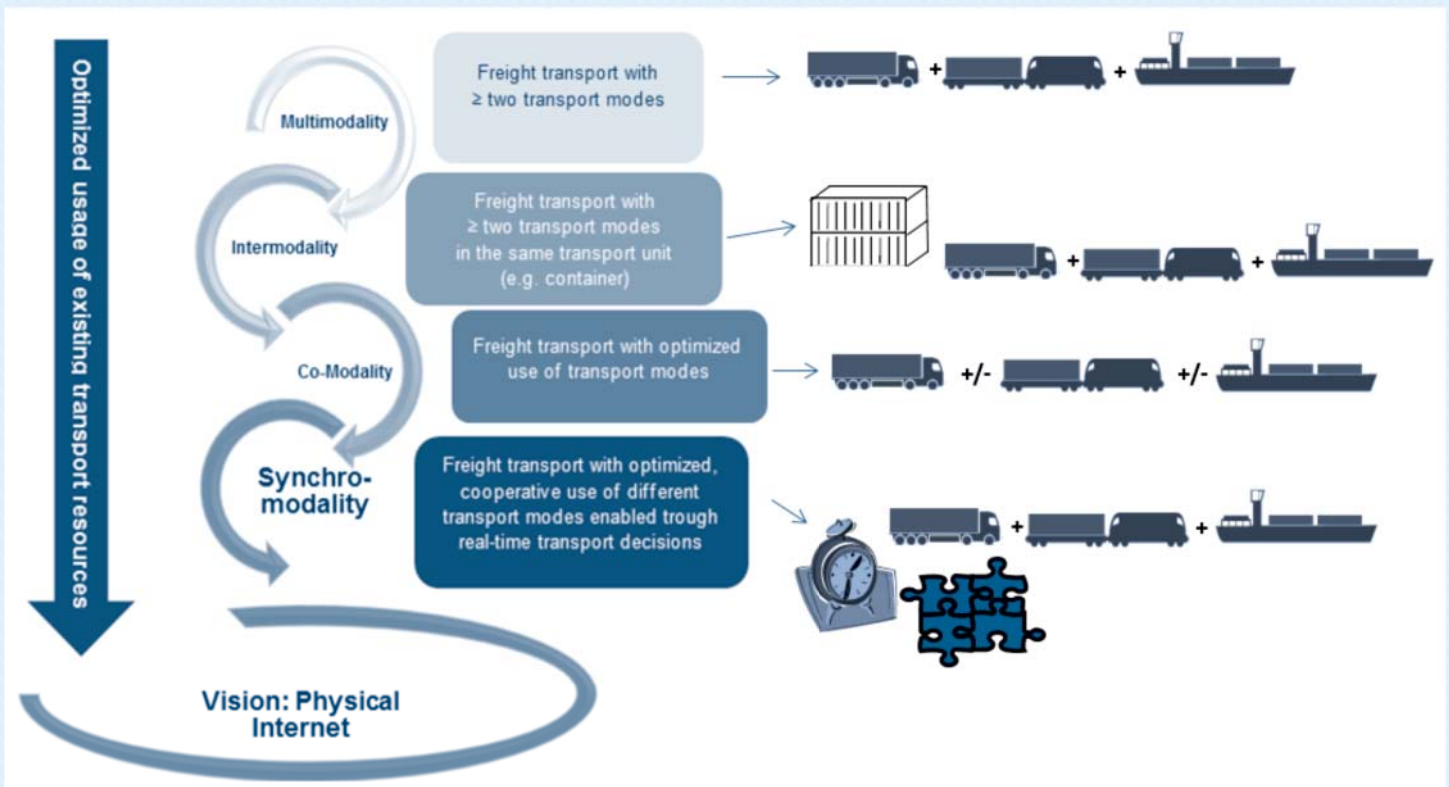 Optimized usage of existing transport resources
Multimodality
Freight transport with
≥ two transport modes
+
+
Intermodality
Freight transport with
≥ two transport modes
in the same transport unit
(e.g. container)
+
+
Co-Modality
Freight transport with optimized
use of transport modes
+/-
+/-
Synchro-
modality
Freight transport with optimized,
cooperative use of different
transport modes enabled trough
real-time transport decisions
+
+
Vision: Physical
Internet